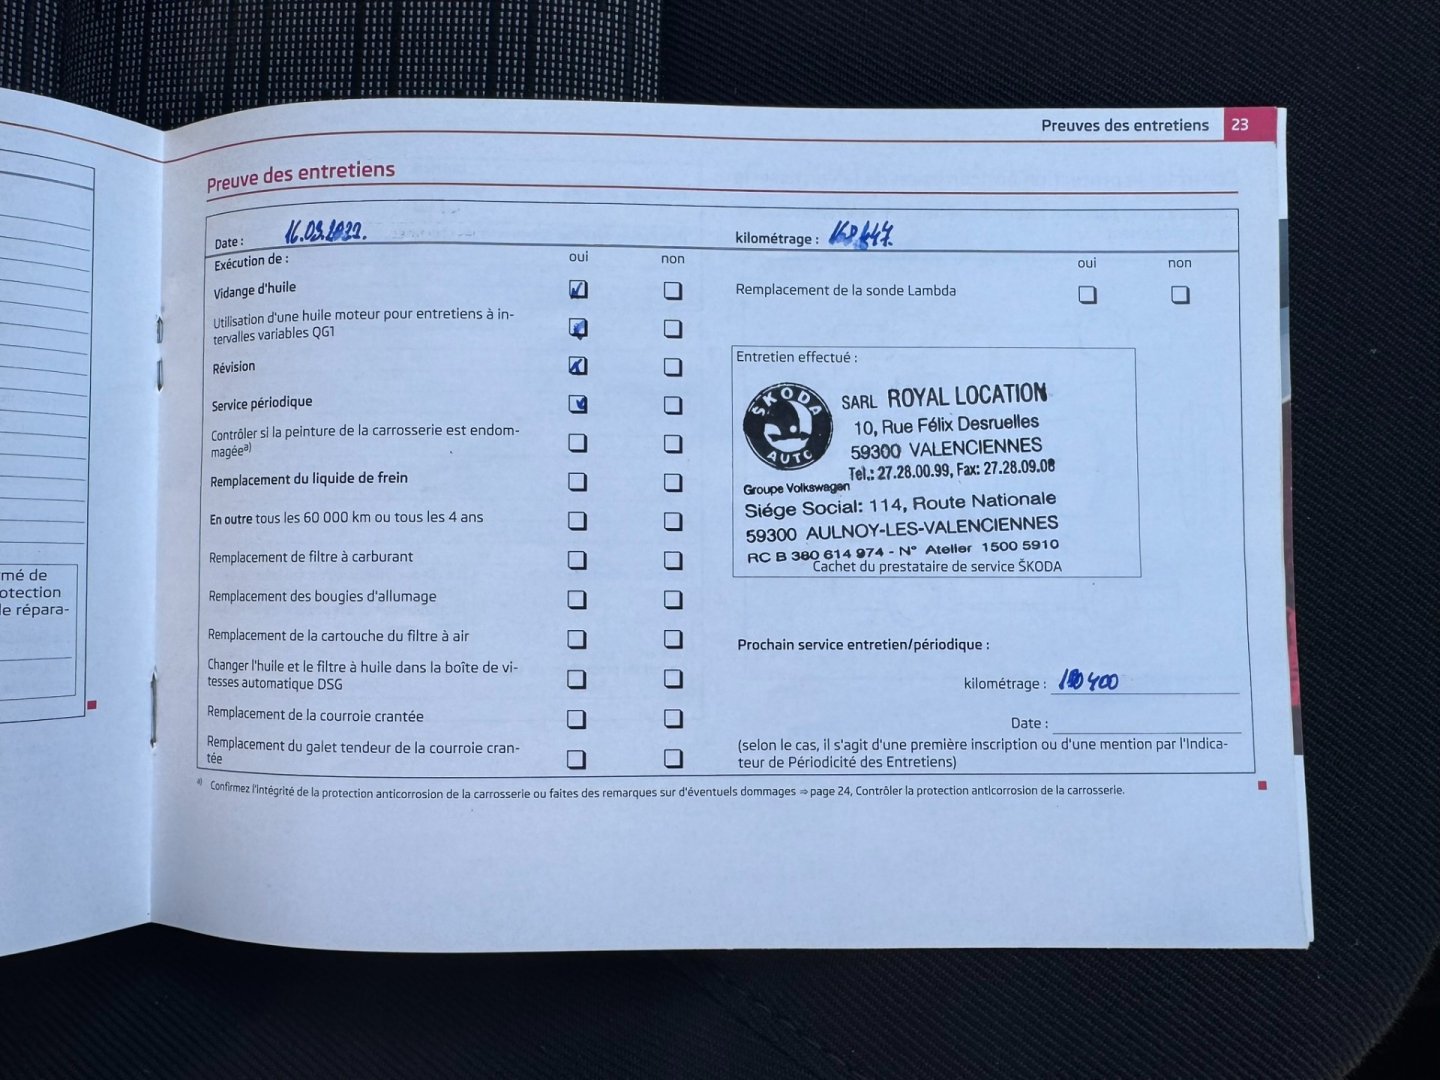 Preuves des entretiens 23
mé de
otection
le répara-
Preuve des entretiens
Date : 16.09.2022. kilométrage :
Exécution de : oui non
oui non
Vidange d'huile
Remplacement de la sonde Lambda
Utilisation d'une huile moteur pour entretiens à in-
tervalles variables QG1
Révision
Service périodique
Contrôler si la peinture de la carrosserie est endom-
magéeª)
Remplacement du liquide de frein
En outre tous les 60 000 km ou tous les 4 ans
Remplacement de filtre à carburant
Remplacement des bougies d'allumage
Remplacement de la cartouche du filtre à air
Changer l'huile et le filtre à huile dans la boîte de vi-
tesses automatique DSG
Remplacement de la courroie crantée
Remplacement du galet tendeur de la courroie cran-
tée
Entretien effectué :
ŠKODA
AUTO
SARL ROYAL LOCATION
10, Rue Félix Desruelles
59300 VALENCIENNES
Tel.: 27.28.00.99, Fax: 27.28.09.08
Groupe Volkswagen
Siége Social: 114, Route Nationale
59300 AULNOY-LES-VALENCIENNES
RC B 380 614 974 - N° Atelier 1500 5910
Cachet du prestataire de service ŠKODA
Prochain service entretien/périodique :
kilométrage : 190 400
Date :
(selon le cas, il s'agit d'une première inscription ou d'une mention par l'Indica-
teur de Périodicité des Entretiens)
ª) Confirmez l'intégrité de la protection anticorrosion de la carrosserie ou faites des remarques sur d'éventuels dommages ⇒ page 24, Contrôler la protection anticorrosion de la carrosserie.